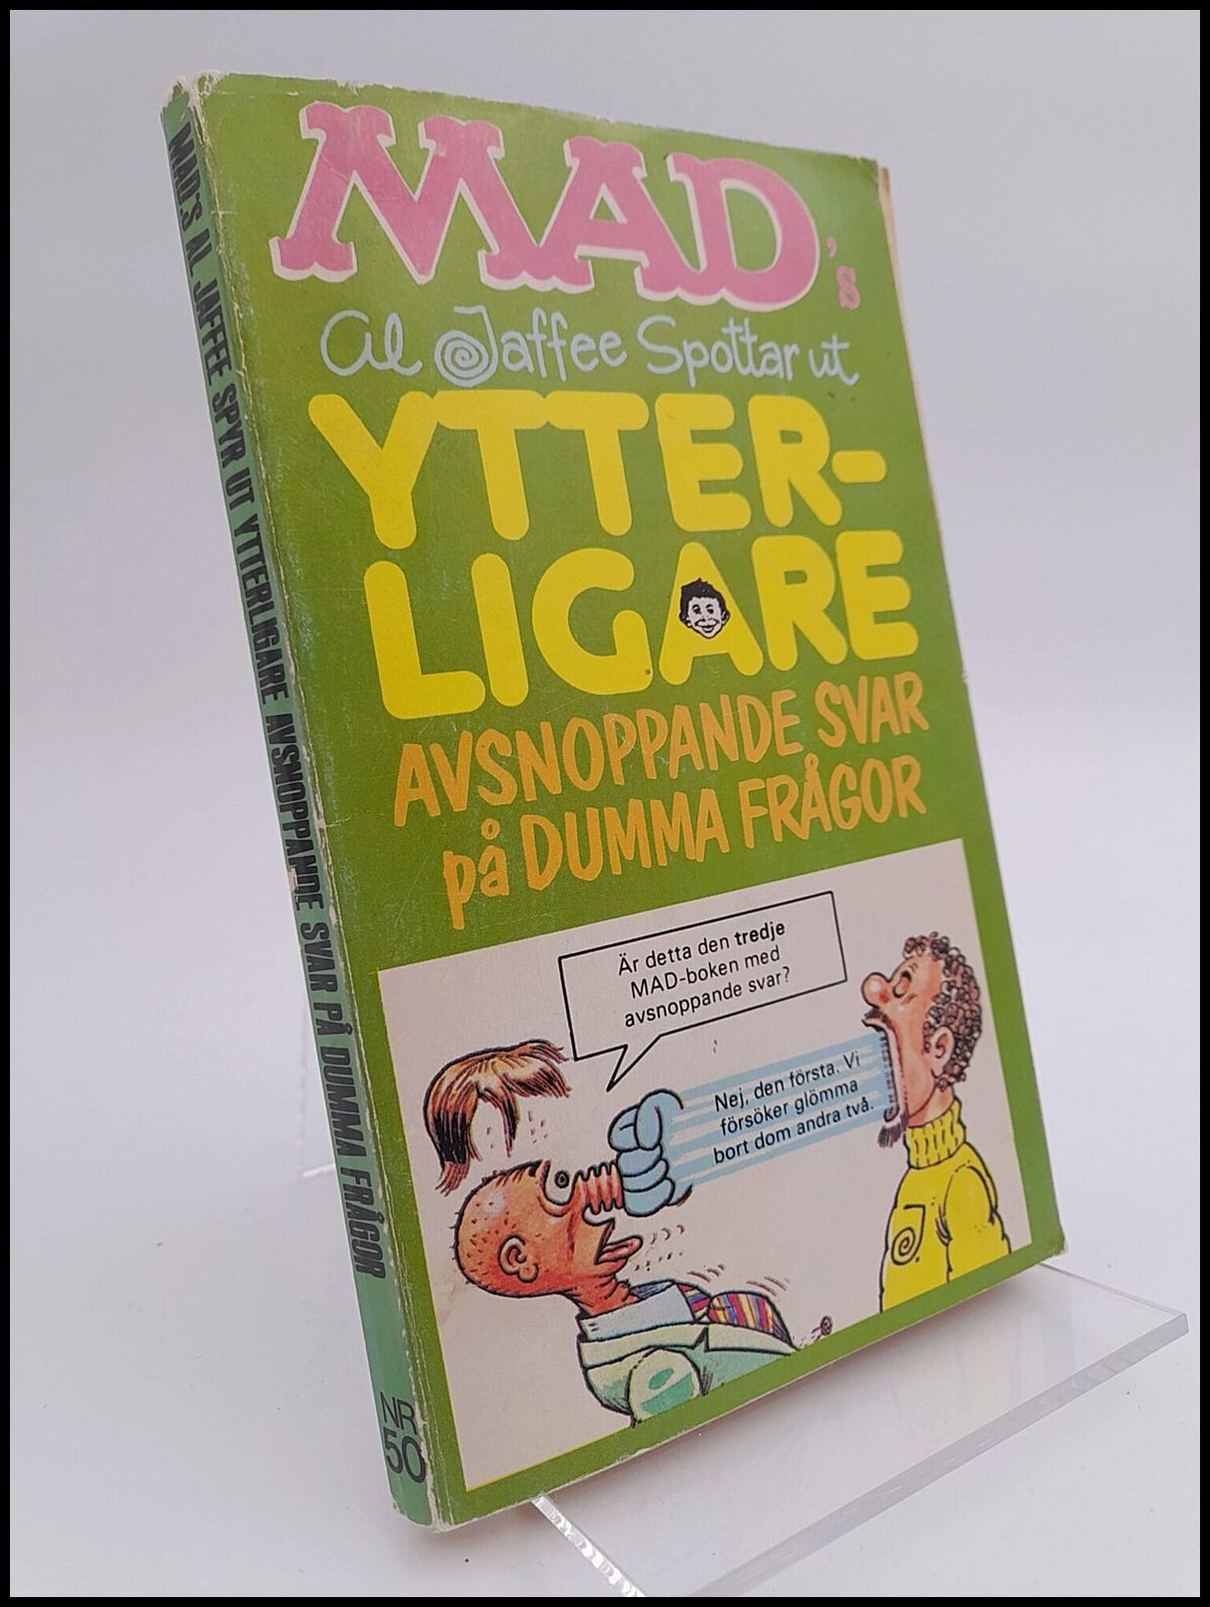 MAD's
Al Jaffee Spottar ut
YTTER-
LIGARE
AVSNOPPANDE SVAR
på DUMMA FRÅGOR
Är detta den tredje
MAD-boken med
avsnoppande svar?
Nej, den första. Vi
försöker glömma
bort dom andra två.
MAD'S AL JAFFEE SPYR UT YTTERLIGARE AVSNOPPANDE SVAR PÅ DUMMA FRÅGOR
NR
50